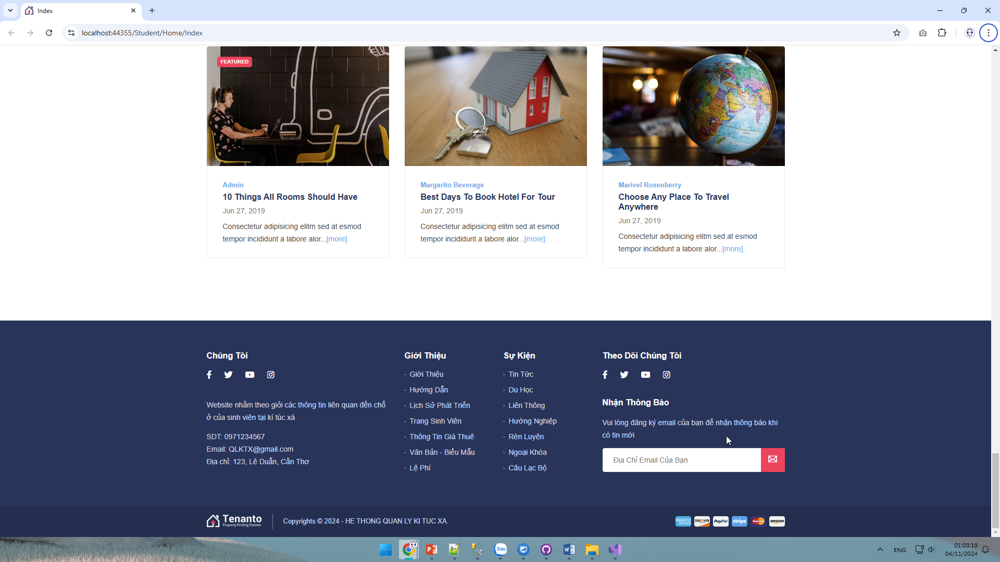 Index
localhost:44355/Student/Home/Index
FEATURED
Admin
10 Things All Rooms Should Have
Jun 27, 2019
Consectetur adipisicing elitm sed at esmod
tempor incididunt a labore alor...[more]
Margarito Beverage
Best Days To Book Hotel For Tour
Jun 27, 2019
Consectetur adipisicing elitm sed at esmod
tempor incididunt a labore alor...[more]
Marivel Rosenberry
Choose Any Place To Travel
Anywhere
Jun 27, 2019
Consectetur adipisicing elitm sed at esmod
tempor incididunt a labore alor...[more]
Chúng Tôi
Website nhằm theo giỏi các thông tin liên quan đến chổ
ở của sinh viên tại kí túc xá
SDT: 0971234567
Email: QLKTX@gmail.com
Địa chỉ: 123, Lê Duẫn, Cần Thơ
Giới Thiệu
· Giới Thiệu
· Hướng Dẫn
· Lịch Sử Phát Triển
· Trang Sinh Viên
· Thông Tin Giá Thuê
· Văn Bản - Biểu Mẫu
· Lệ Phí
Sự Kiện
· Tin Tức
· Du Học
· Liên Thông
· Hướng Nghiệp
· Rèn Luyện
· Ngoại Khóa
· Câu Lạc Bộ
Theo Dõi Chúng Tôi
Nhận Thông Báo
Vui lòng đăng ký email của bạn để nhận thông báo khi
có tin mới
Địa Chỉ Email Của Bạn
Tenanto
Property Finding Partner
Copyrights © 2024 - HE THONG QUAN LY KI TUC XA.
AMERICAN EXPRESS
DISCOVER
PayPal
stripe
MasterCard
amazon
Zalo
ENG
01:03:19
04/11/2024